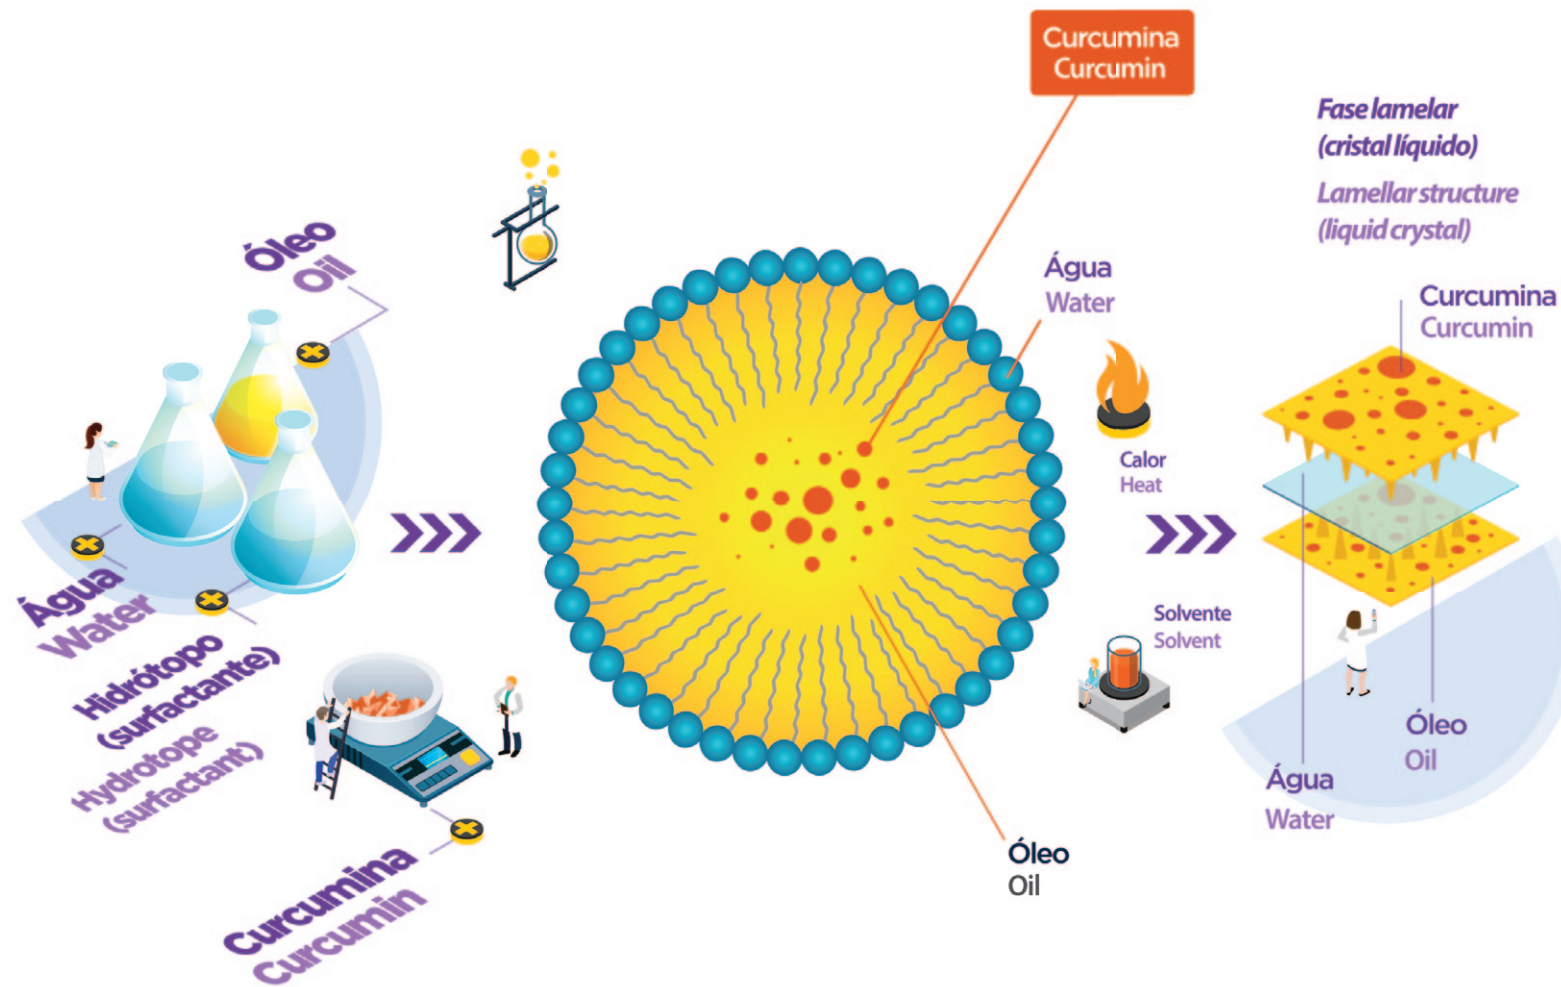 Óleo
Oil
Água
Water
Hidrótopo
(surfactante)
Hydrotope
(surfactant)
Curcumina
Curcumin
Curcumina
Curcumin
Água
Water
Óleo
Oil
Calor
Heat
Solvente
Solvent
Fase lamelar
(cristal líquido)
Lamellar structure
(liquid crystal)
Curcumina
Curcumin
Óleo
Oil
Água
Water